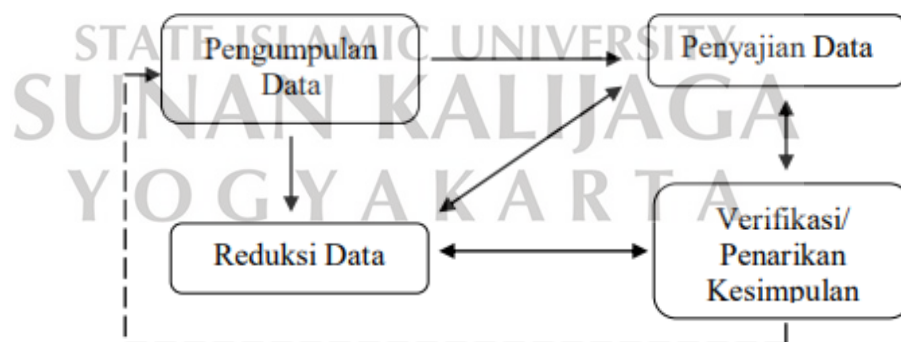 STATE ISLAMIC UNIVERSITY
SUNAN KALIJAGA
YOGYAKARTA
Pengumpulan
Data
Penyajian Data
Reduksi Data
Verifikasi/
Penarikan
Kesimpulan